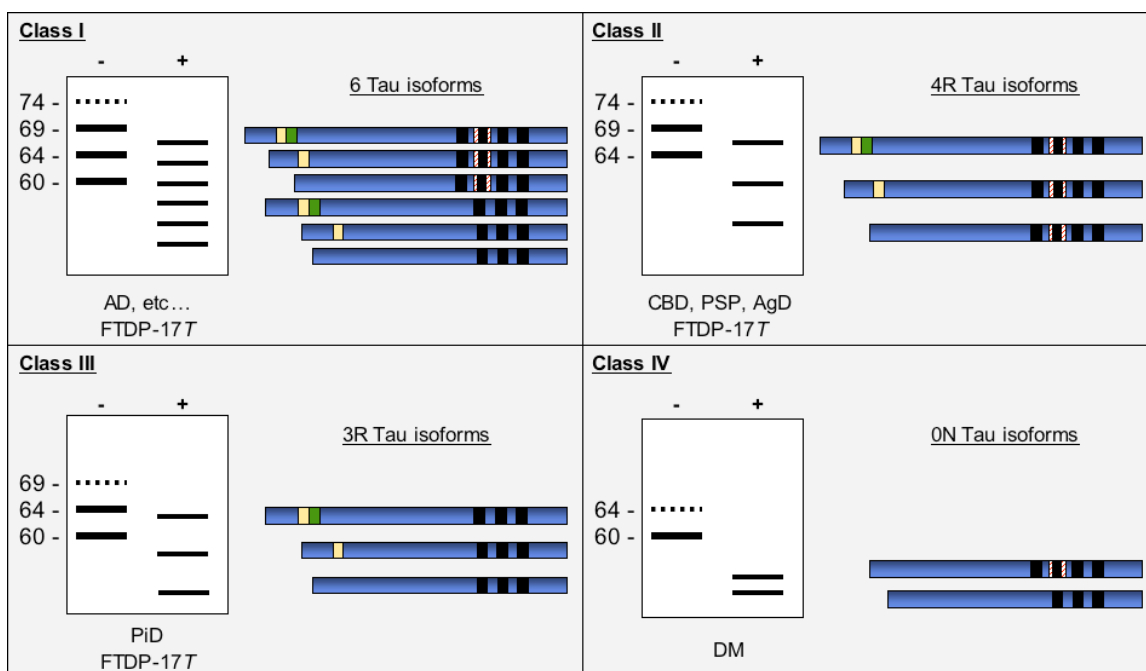 Class I
- +
6 Tau isoforms
74 -
69 -
64 -
60 -
AD, etc…
FTDP-17T
Class II
- +
4R Tau isoforms
74 -
69 -
64 -
CBD, PSP, AgD
FTDP-17T
Class III
- +
3R Tau isoforms
69 -
64 -
60 -
PiD
FTDP-17T
Class IV
- +
0N Tau isoforms
64 -
60 -
DM